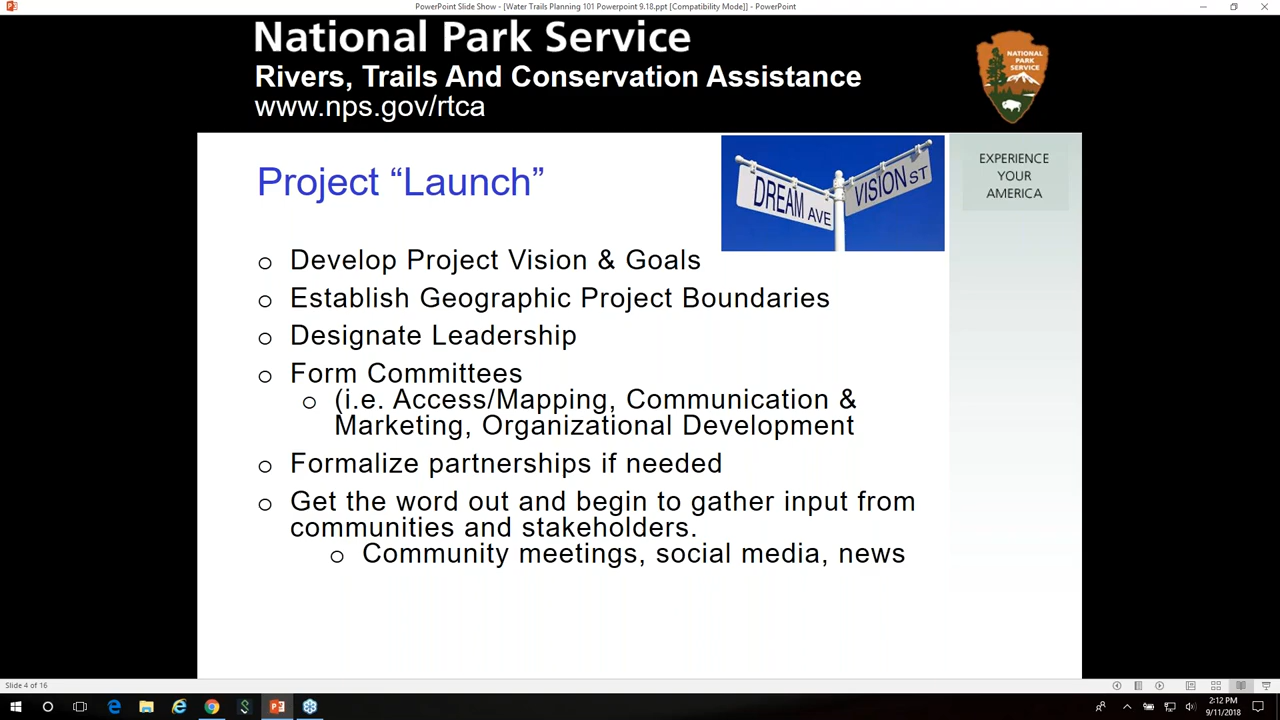 PowerPoint Slide Show - [Water Trails Planning 101 Powerpoint 9.18.ppt [Compatibility Mode]] - PowerPoint
National Park Service
Rivers, Trails And Conservation Assistance
www.nps.gov/rtca
NATIONAL
PARK
SERVICE
EXPERIENCE
YOUR
AMERICA
DREAM AVE
VISION ST
Project “Launch”
Develop Project Vision & Goals
Establish Geographic Project Boundaries
Designate Leadership
Form Committees
(i.e. Access/Mapping, Communication &
Marketing, Organizational Development
Formalize partnerships if needed
Get the word out and begin to gather input from
communities and stakeholders.
Community meetings, social media, news
Slide 4 of 16
2:12 PM
9/11/2018